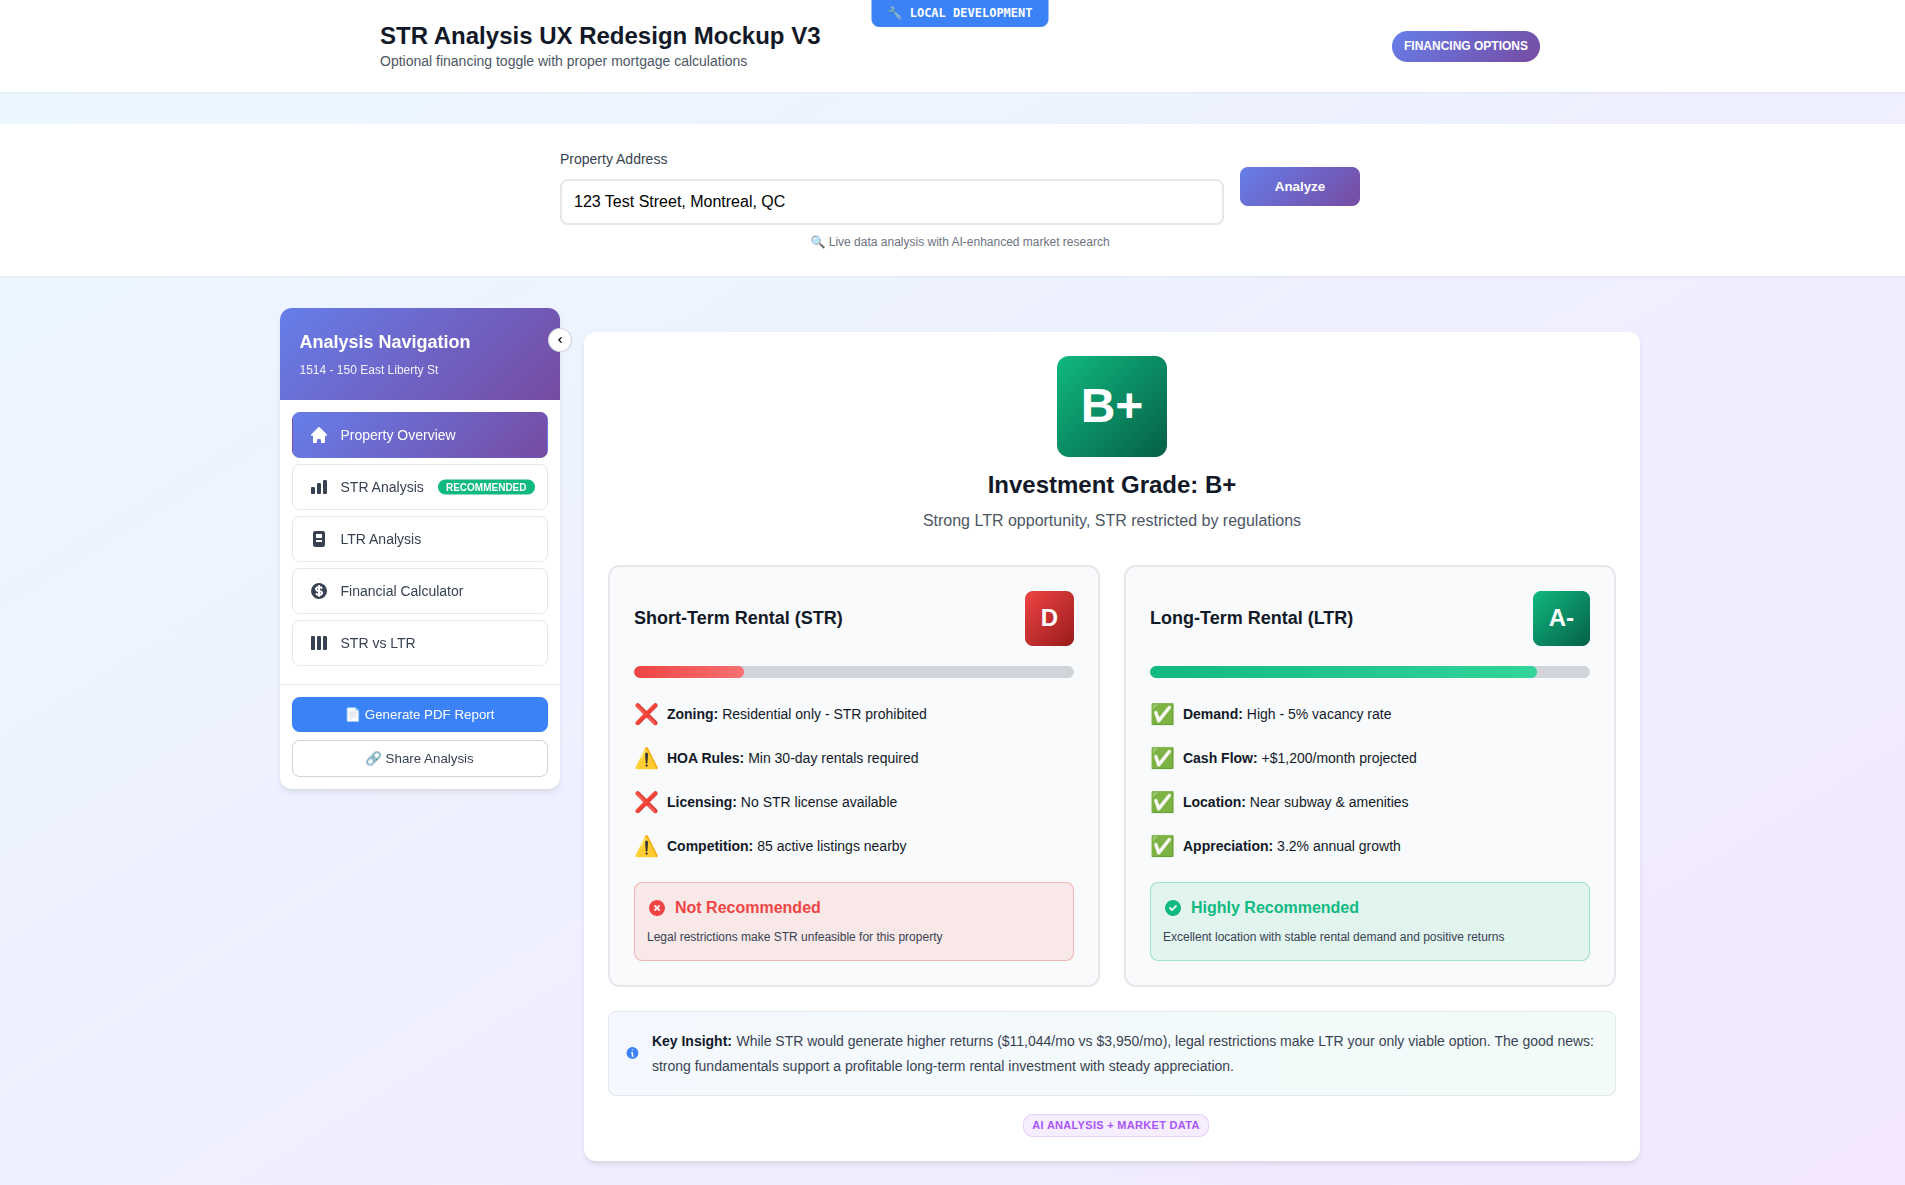 🔧 LOCAL DEVELOPMENT
STR Analysis UX Redesign Mockup V3
Optional financing toggle with proper mortgage calculations
FINANCING OPTIONS
Property Address
123 Test Street, Montreal, QC
Analyze
🔍 Live data analysis with AI-enhanced market research
Analysis Navigation
1514 - 150 East Liberty St
Property Overview
STR Analysis RECOMMENDED
LTR Analysis
Financial Calculator
STR vs LTR
📄 Generate PDF Report
🔗 Share Analysis
B+
Investment Grade: B+
Strong LTR opportunity, STR restricted by regulations
Short-Term Rental (STR)
D
❌ Zoning: Residential only - STR prohibited
⚠️ HOA Rules: Min 30-day rentals required
❌ Licensing: No STR license available
⚠️ Competition: 85 active listings nearby
Not Recommended
Legal restrictions make STR unfeasible for this property
Long-Term Rental (LTR)
A-
✅ Demand: High - 5% vacancy rate
✅ Cash Flow: +$1,200/month projected
✅ Location: Near subway & amenities
✅ Appreciation: 3.2% annual growth
Highly Recommended
Excellent location with stable rental demand and positive returns
Key Insight: While STR would generate higher returns ($11,044/mo vs $3,950/mo), legal restrictions make LTR your only viable option. The good news:
strong fundamentals support a profitable long-term rental investment with steady appreciation.
AI ANALYSIS + MARKET DATA